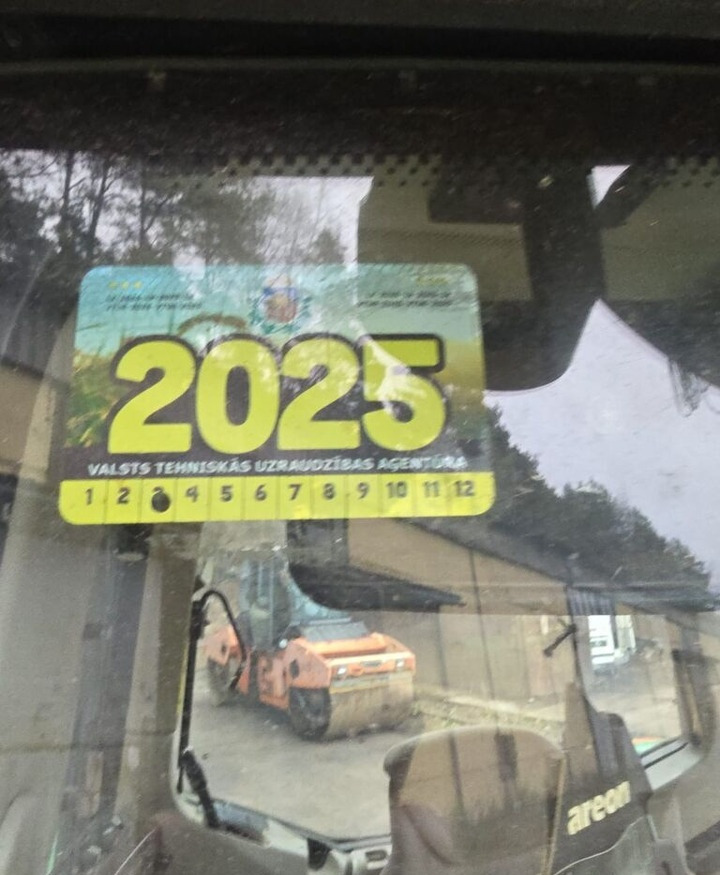 2025
VALSTS TEHNISKĀS UZRAUDZĪBAS AĢENTŪRA
1 2 3 4 5 6 7 8 9 10 11 12
areon